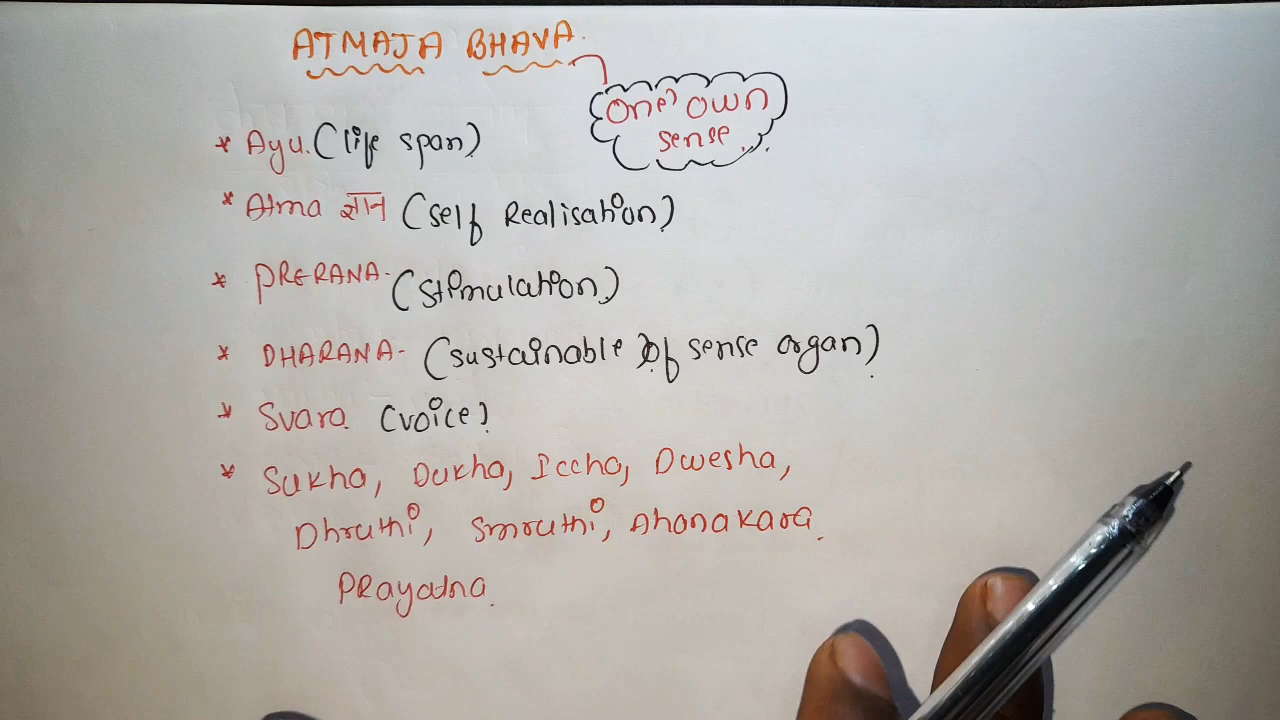 ATMAJA BHAVA.
one' own
sense.
* Ayu. (life span)
* Atma ज्ञान (self Realisation)
* PRERANA- (stimulation)
* DHARANA- (sustainable of sense organ)
* Svara (voice)
* Sukha, Dukha, Iccha, Dwesha,
Dhruthi, Smruthi, Ahanakara,
PRayatna.